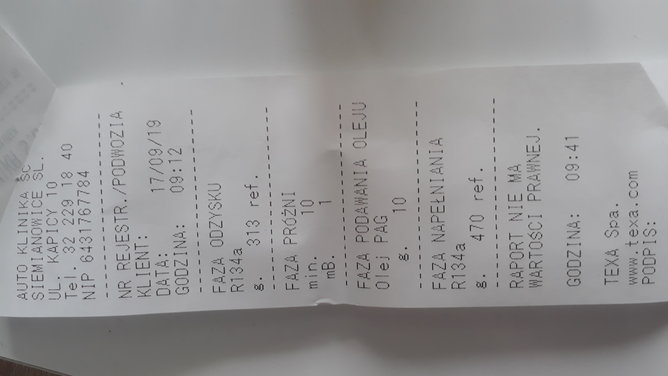 AUTO KLINIKA SC
SIEMIANOWICE ŚL.
UL. KAPICY 10
Tel. 32 229 18 40
NIP 6431767784
NR REJESTR./PODWOZIA
KLIENT:
DATA: 17/09/19
GODZINA: 09:12
FAZA ODZYSKU
R134a
g. 313 ref.
FAZA PRÓŻNI
min. 10
mB. 1
FAZA PODAWANIA OLEJU
Olej PAG
g. 10
FAZA NAPEŁNIANIA
R134a
g. 470 ref.
RAPORT NIE MA
WARTOŚCI PRAWNEJ.
GODZINA: 09:41
TEXA Spa.
www.texa.com
PODPIS: